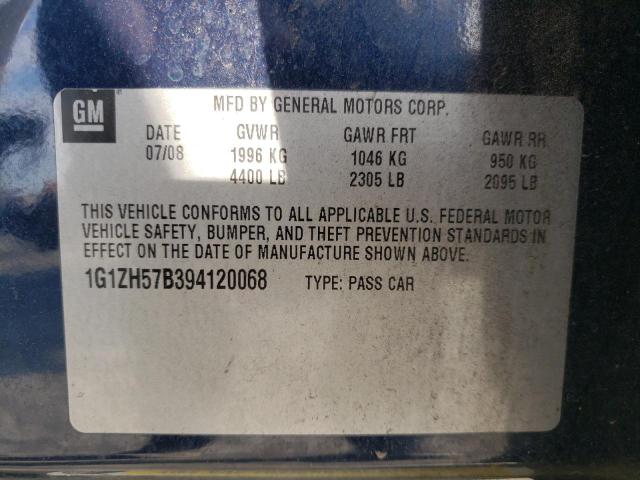 GM
MFD BY GENERAL MOTORS CORP.
DATE GVWR GAWR FRT GAWR RR
07/08 1996 KG 1046 KG 950 KG
4400 LB 2305 LB 2095 LB
THIS VEHICLE CONFORMS TO ALL APPLICABLE U.S. FEDERAL MOTOR
VEHICLE SAFETY, BUMPER, AND THEFT PREVENTION STANDARDS IN
EFFECT ON THE DATE OF MANUFACTURE SHOWN ABOVE.
1G1ZH57B394120068 TYPE: PASS CAR